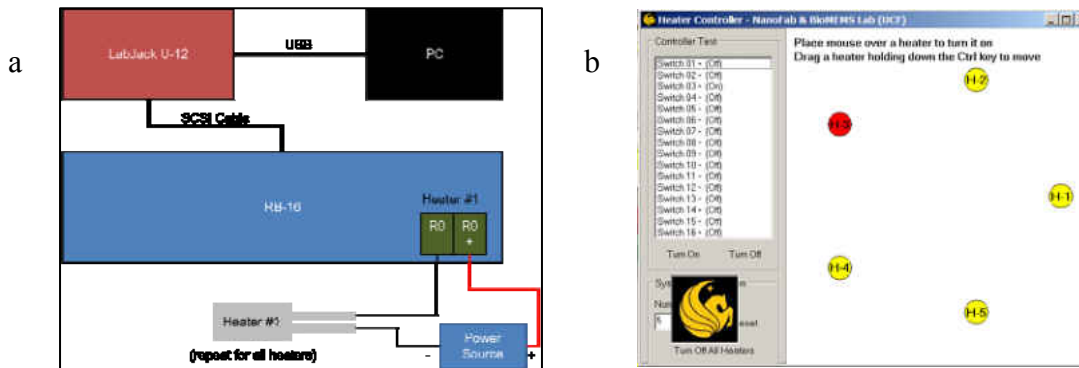 a
LabJack U-12
USB
PC
SCSI Cable
RB-16
Heater #1
R0
R0
+
Heater #1
(repeat for all heaters)
-
Power
Source
+
b
Heater Controller - NanoFab & BioMEMS Lab (UCF)
Controller Test
Switch 01 - (Off)
Switch 02 - (Off)
Switch 03 - (On)
Switch 04 - (Off)
Switch 05 - (Off)
Switch 06 - (Off)
Switch 07 - (Off)
Switch 08 - (Off)
Switch 09 - (Off)
Switch 10 - (Off)
Switch 11 - (Off)
Switch 12 - (Off)
Switch 13 - (Off)
Switch 14 - (Off)
Switch 15 - (Off)
Switch 16 - (Off)
Turn On Turn Off
5
Turn Off All Heaters
Place mouse over a heater to turn it on
Drag a heater holding down the Ctrl key to move
H-2
H-3
H-1
H-4
H-5